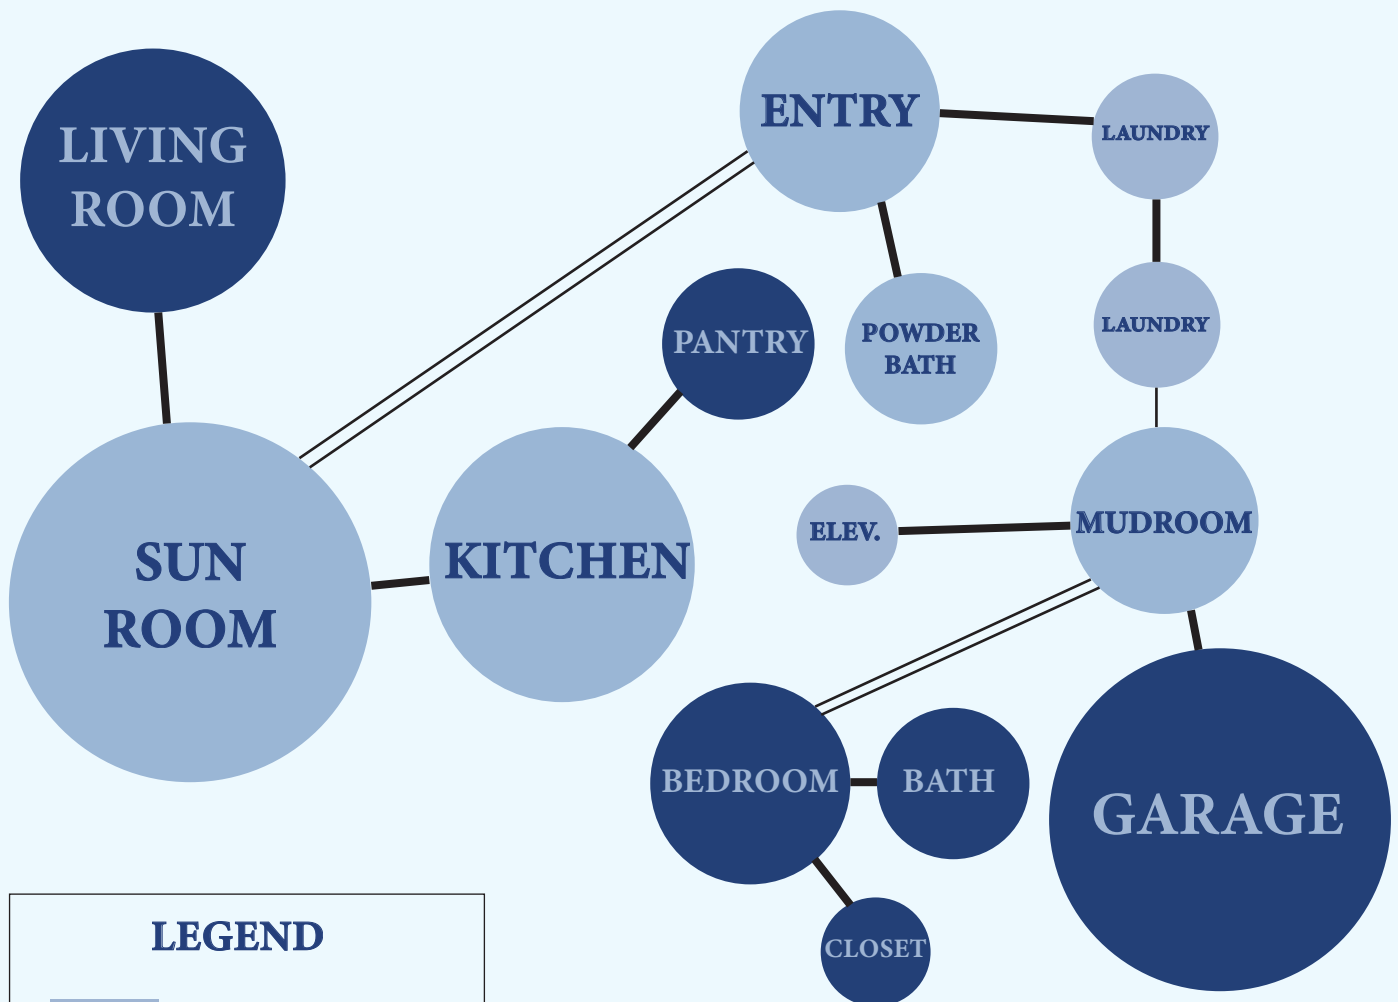 LIVING
ROOM
ENTRY
LAUNDRY
PANTRY
POWDER
BATH
LAUNDRY
SUN
ROOM
KITCHEN
ELEV.
MUDROOM
BEDROOM
BATH
GARAGE
CLOSET
LEGEND